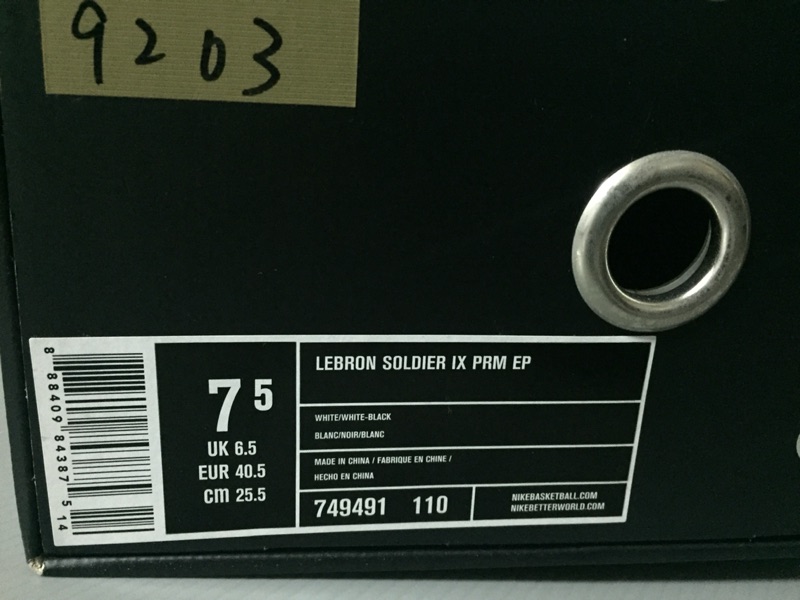 9203
LEBRON SOLDIER IX PRM EP
7 5
UK 6.5
EUR 40.5
cm 25.5
WHITE/WHITE-BLACK
BLANC/NOIR/BLANC
MADE IN CHINA / FABRIQUE EN CHINE /
HECHO EN CHINA
749491 110
NIKEBASKETBALL.COM
NIKEBETTERWORLD.COM
8 88409 84387 5 14